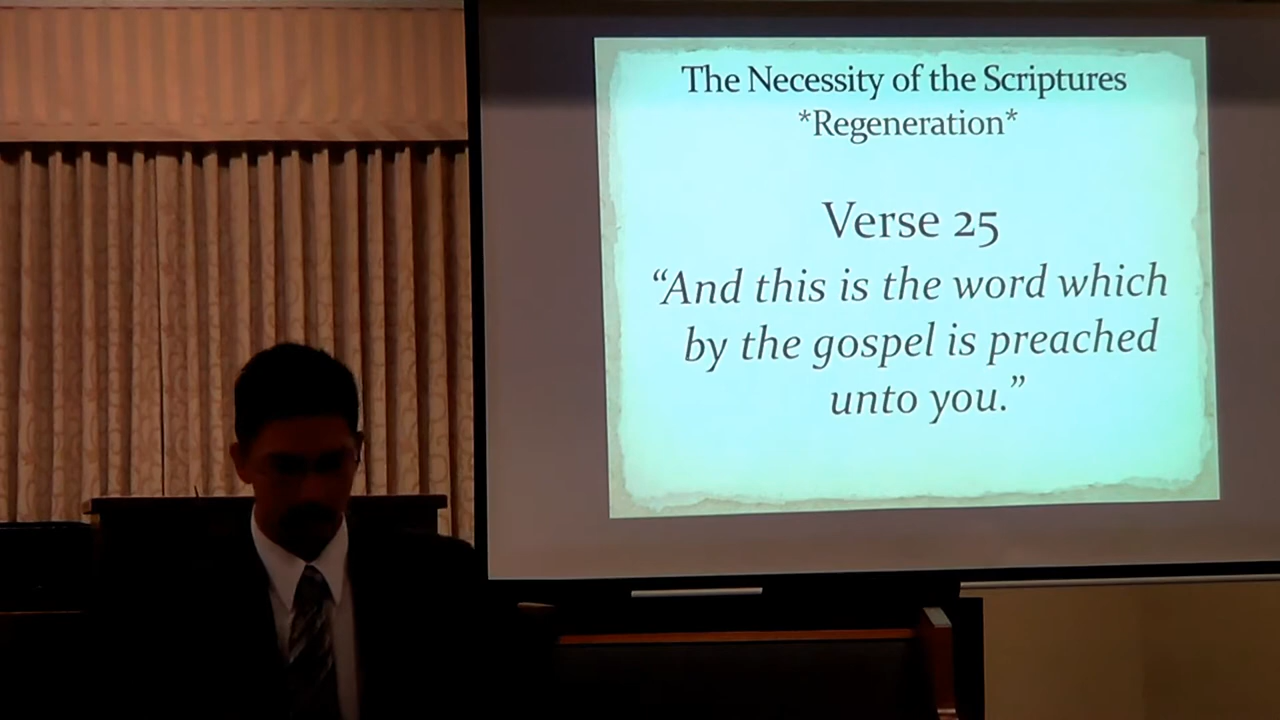 The Necessity of the Scriptures
*Regeneration*
Verse 25
“And this is the word which
by the gospel is preached
unto you.”